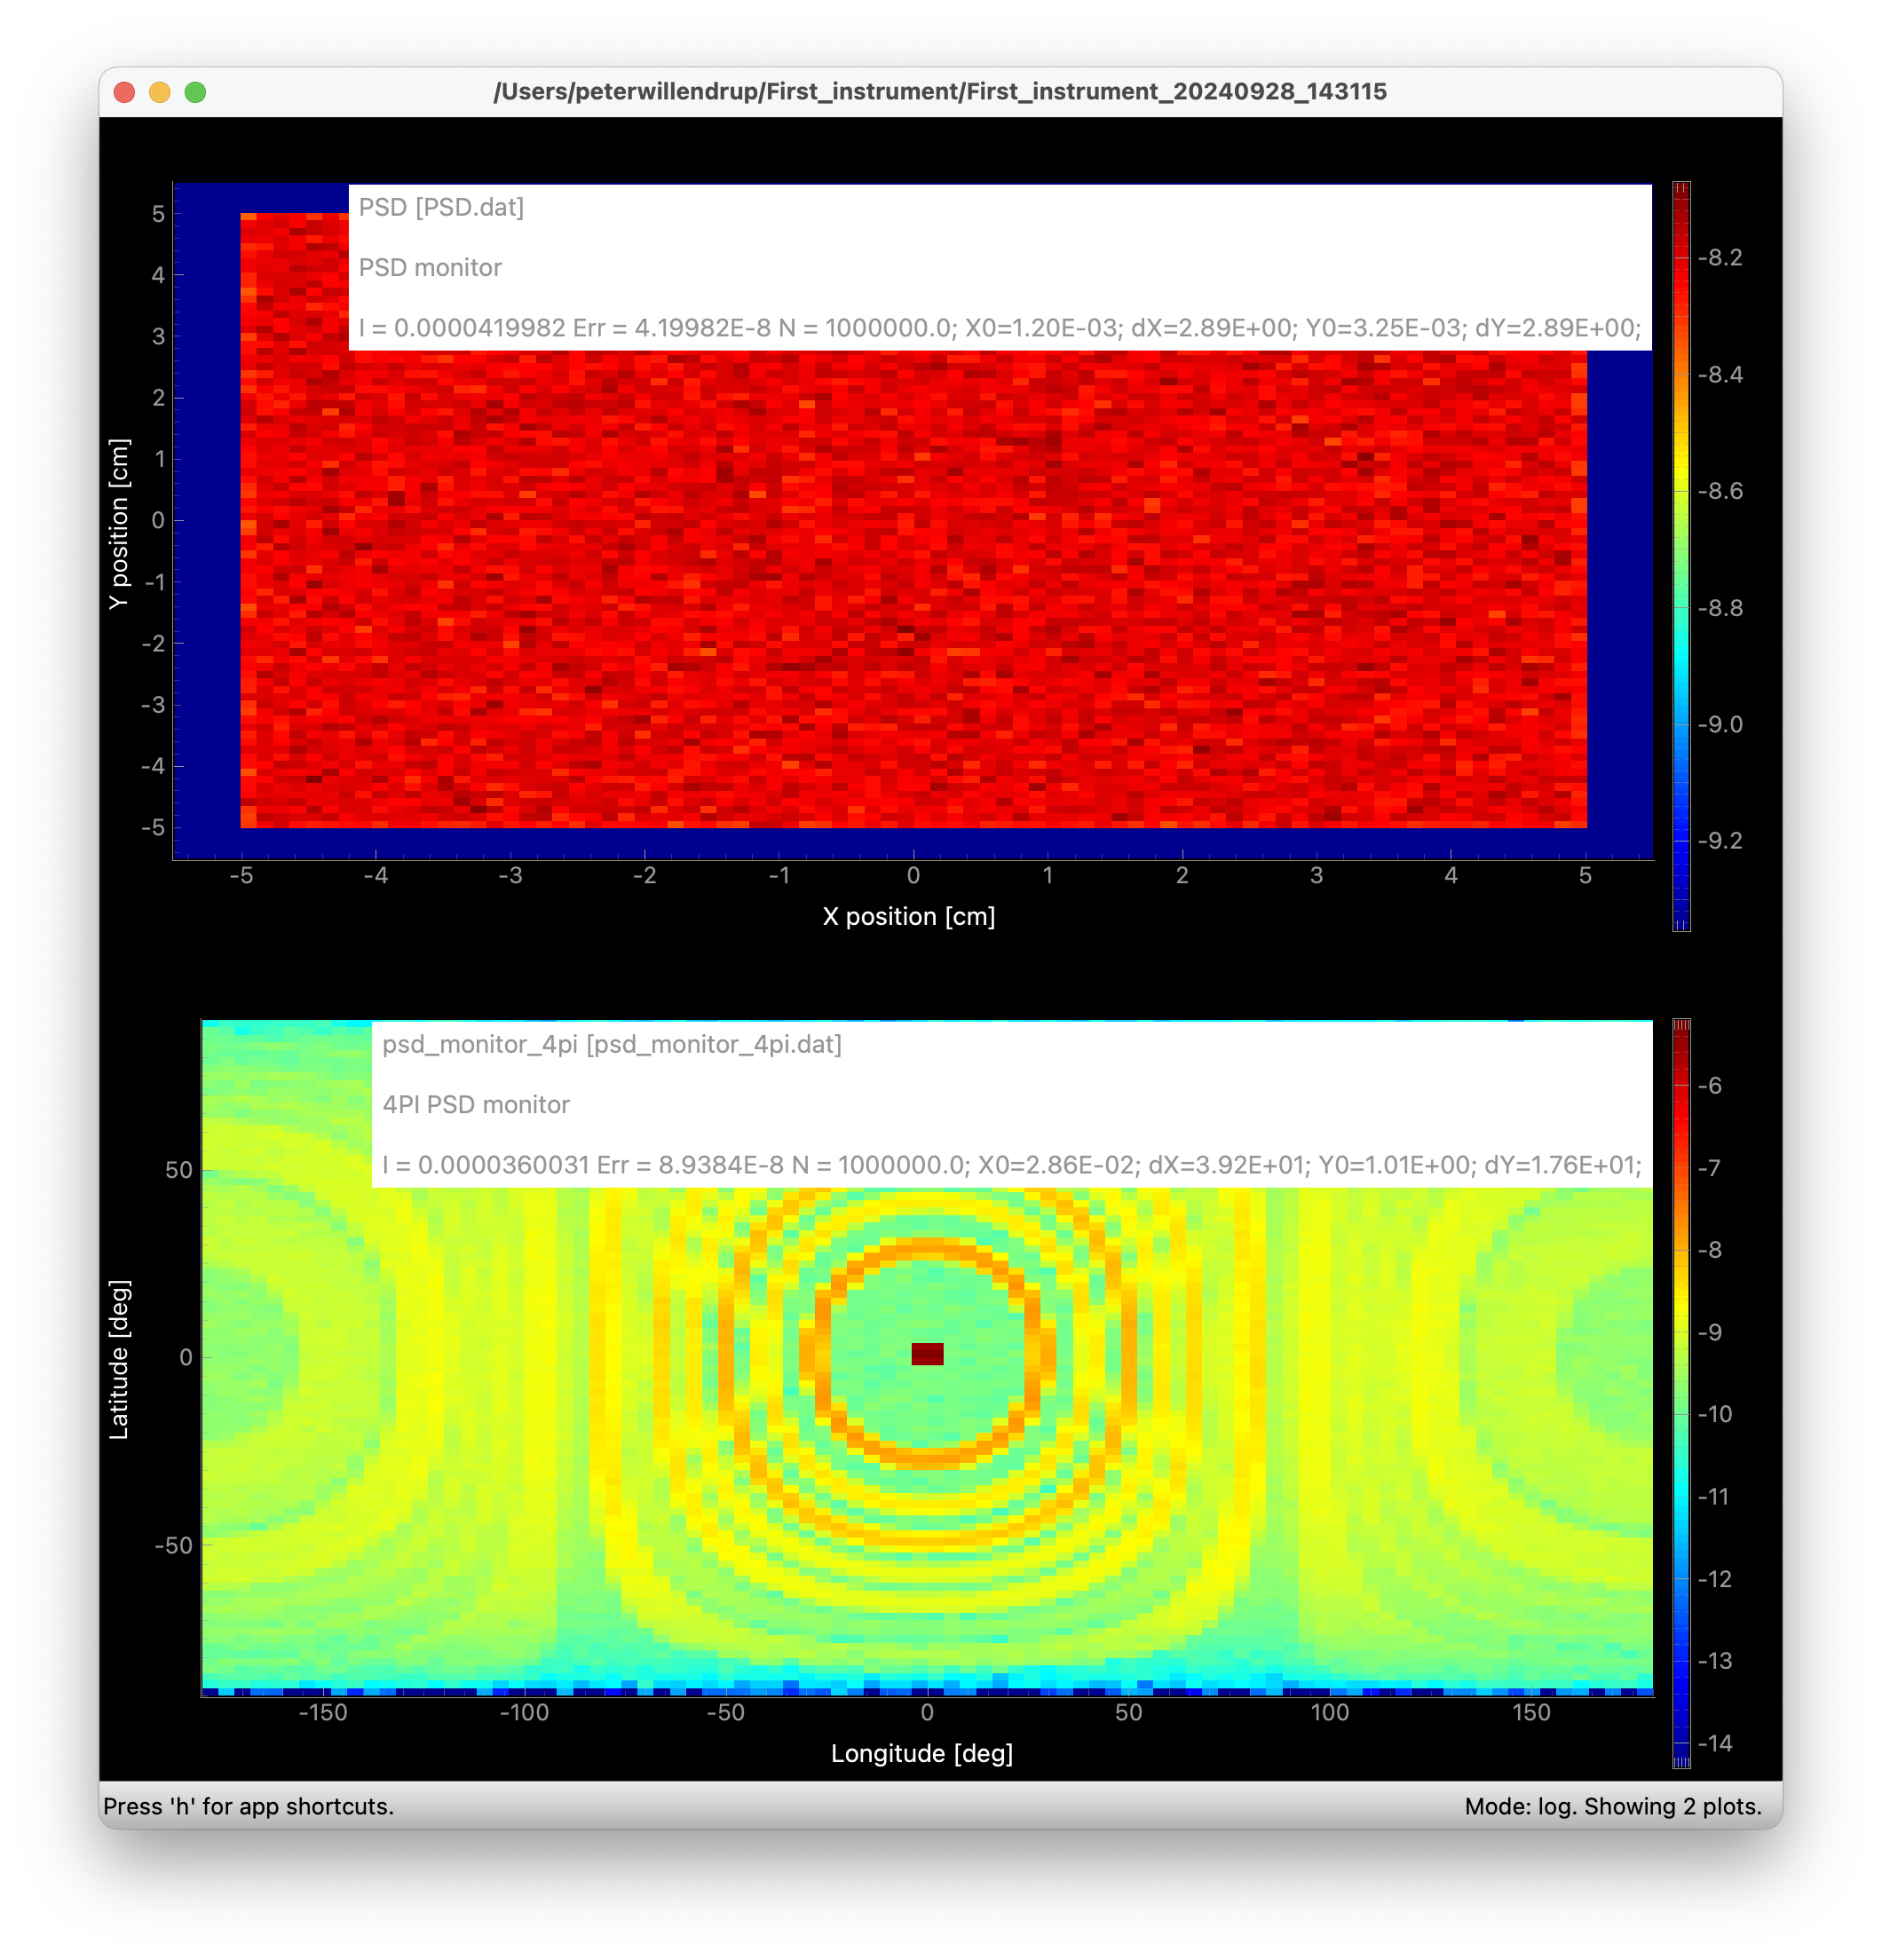 /Users/peterwillendrup/First_instrument/First_instrument_20240928_143115
PSD [PSD.dat]
PSD monitor
I = 0.0000419982 Err = 4.19982E-8 N = 1000000.0; X0=1.20E-03; dX=2.89E+00; Y0=3.25E-03; dY=2.89E+00;
Y position [cm]
5
4
3
2
1
0
-1
-2
-3
-4
-5
-5 -4 -3 -2 -1 0 1 2 3 4 5
X position [cm]
-8.2
-8.4
-8.6
-8.8
-9.0
-9.2
psd_monitor_4pi [psd_monitor_4pi.dat]
4PI PSD monitor
I = 0.0000360031 Err = 8.9384E-8 N = 1000000.0; X0=2.86E-02; dX=3.92E+01; Y0=1.01E+00; dY=1.76E+01;
Latitude [deg]
50
0
-50
-150 -100 -50 0 50 100 150
Longitude [deg]
-6
-7
-8
-9
-10
-11
-12
-13
-14
Press 'h' for app shortcuts.
Mode: log. Showing 2 plots.